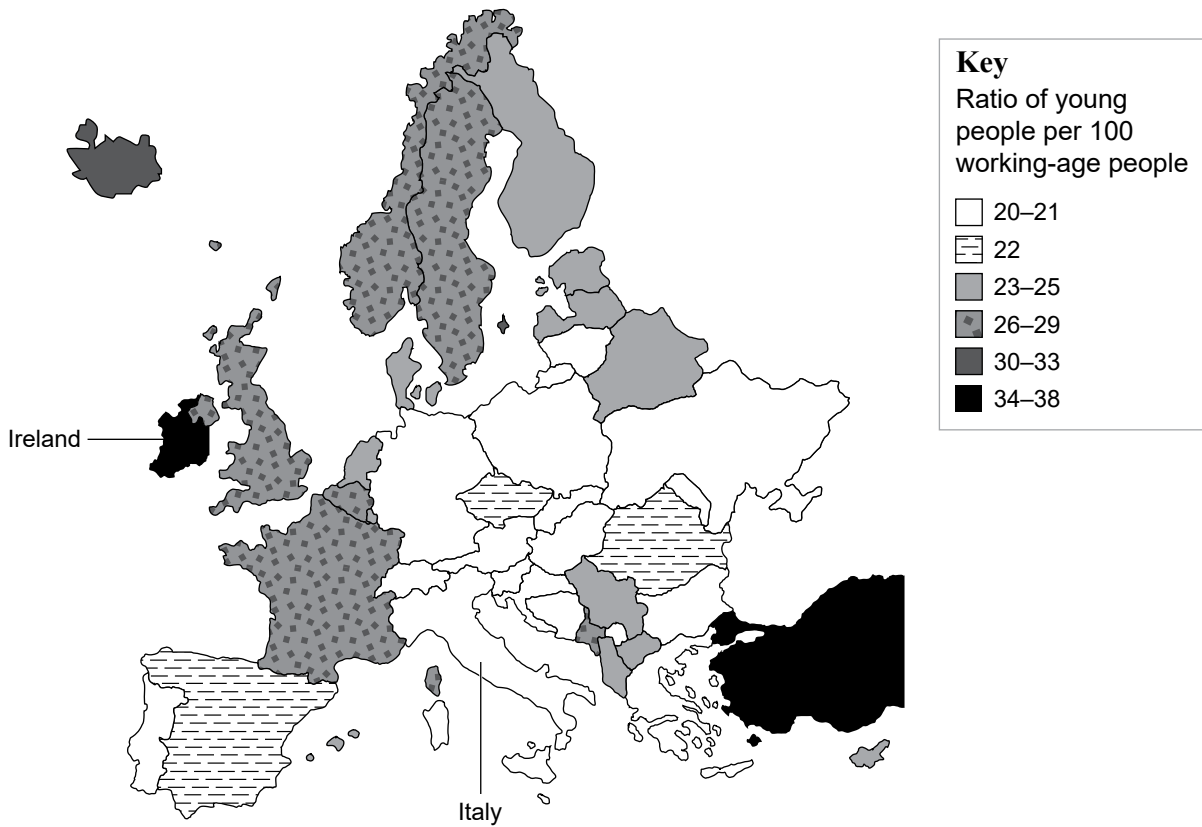 Key
Ratio of young
people per 100
working-age people
20–21
22
23–25
26–29
30–33
34–38
Ireland
Italy